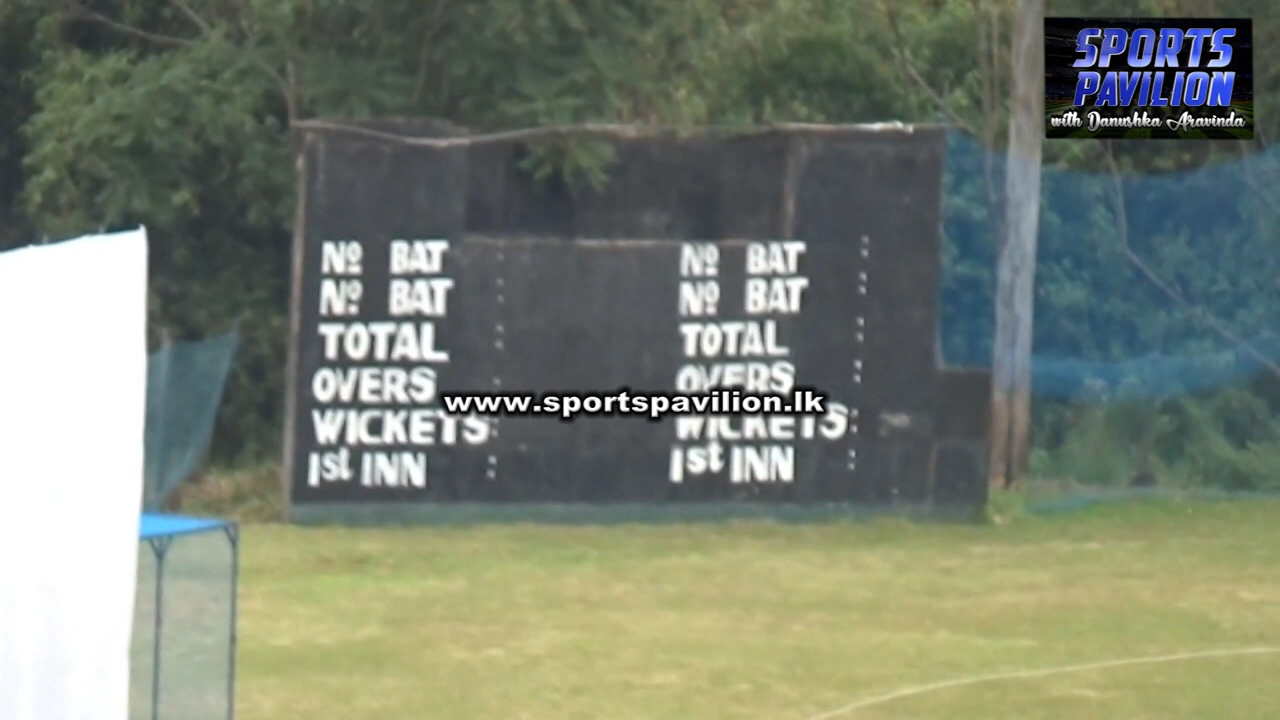 SPORTS
PAVILION
with Danushka Aravinda
Nº BAT
Nº BAT
TOTAL
OVERS
WICKETS
1st INN
Nº BAT
Nº BAT
TOTAL
OVERS
WICKETS
1st INN
www.sportspavilion.lk